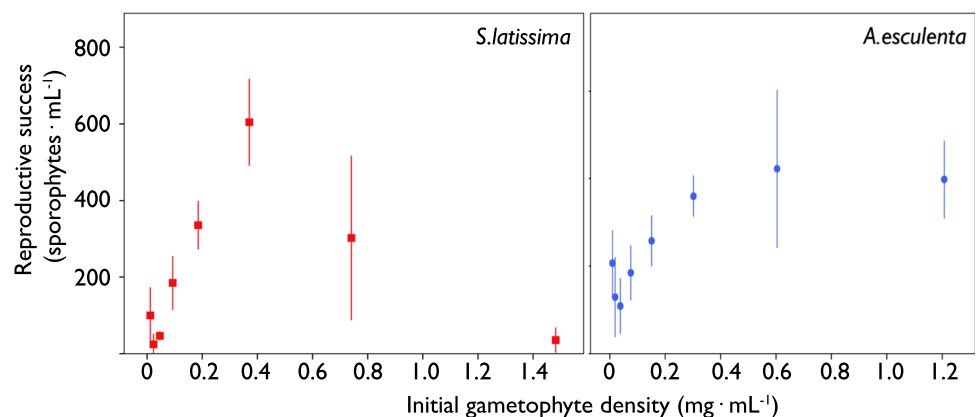 S.latissima
A.esculenta
Reproductive success
(sporophytes · mL⁻¹)
800
600
400
200
0 0.2 0.4 0.6 0.8 1.0 1.2 1.4
0 0.2 0.4 0.6 0.8 1.0 1.2
Initial gametophyte density (mg · mL⁻¹)